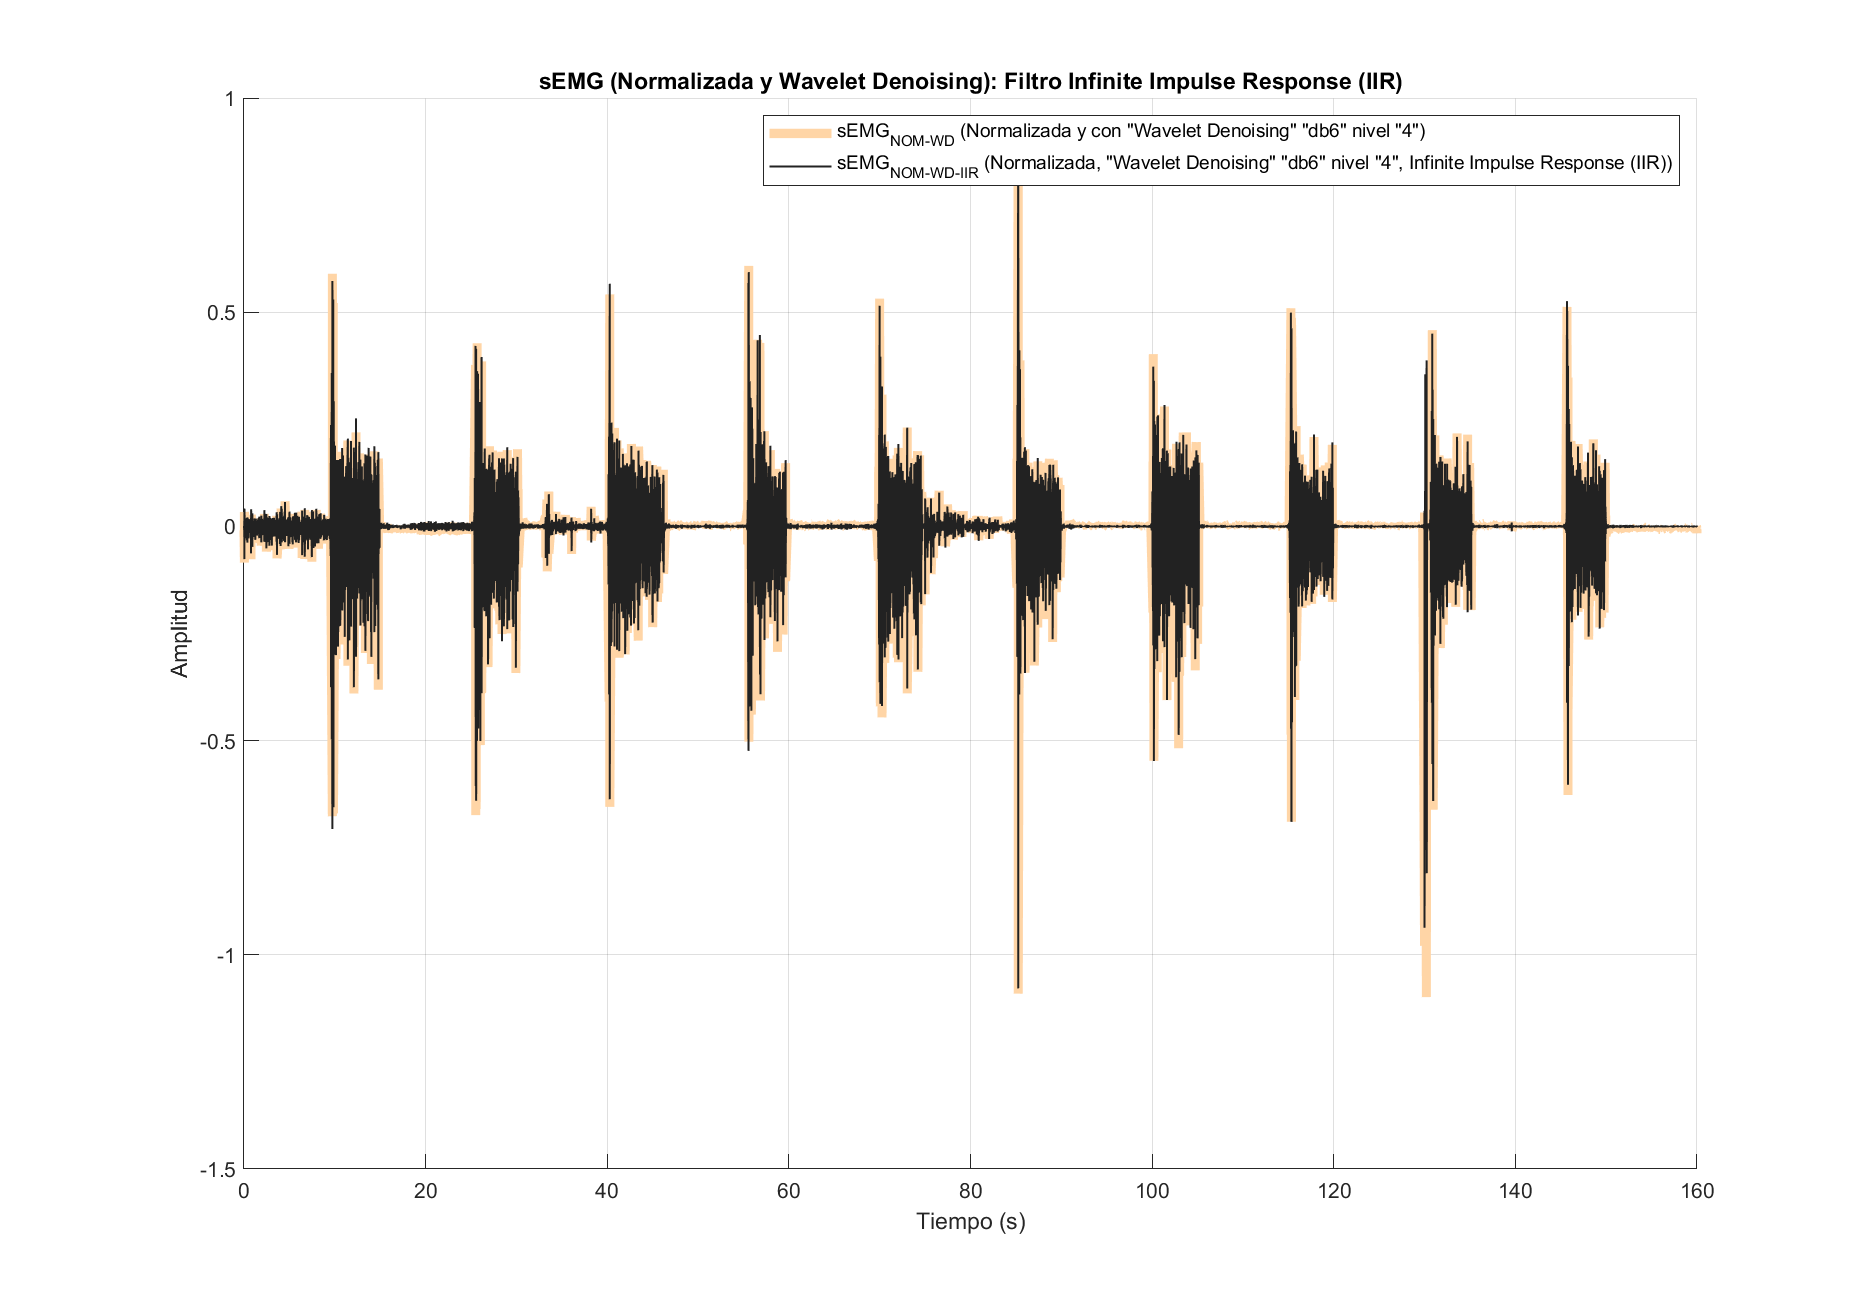 sEMG (Normalizada y Wavelet Denoising): Filtro Infinite Impulse Response (IIR)
sEMG_NOM-WD (Normalizada y con "Wavelet Denoising" "db6" nivel "4")
sEMG_NOM-WD-IIR (Normalizada, "Wavelet Denoising" "db6" nivel "4", Infinite Impulse Response (IIR))
1
0.5
0
-0.5
-1
-1.5
Amplitud
0 20 40 60 80 100 120 140 160
Tiempo (s)